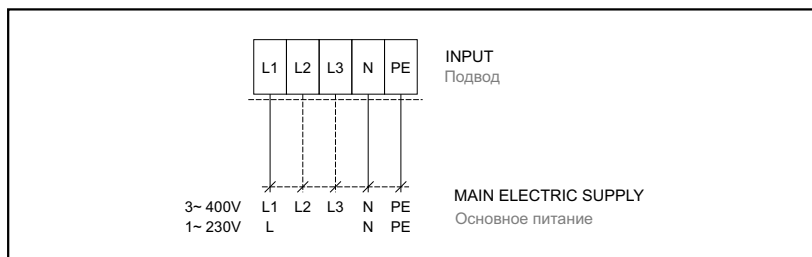 L1 L2 L3 N PE
INPUT
Подвод
MAIN ELECTRIC SUPPLY
Основное питание
3~ 400V L1 L2 L3 N PE
1~ 230V L N PE